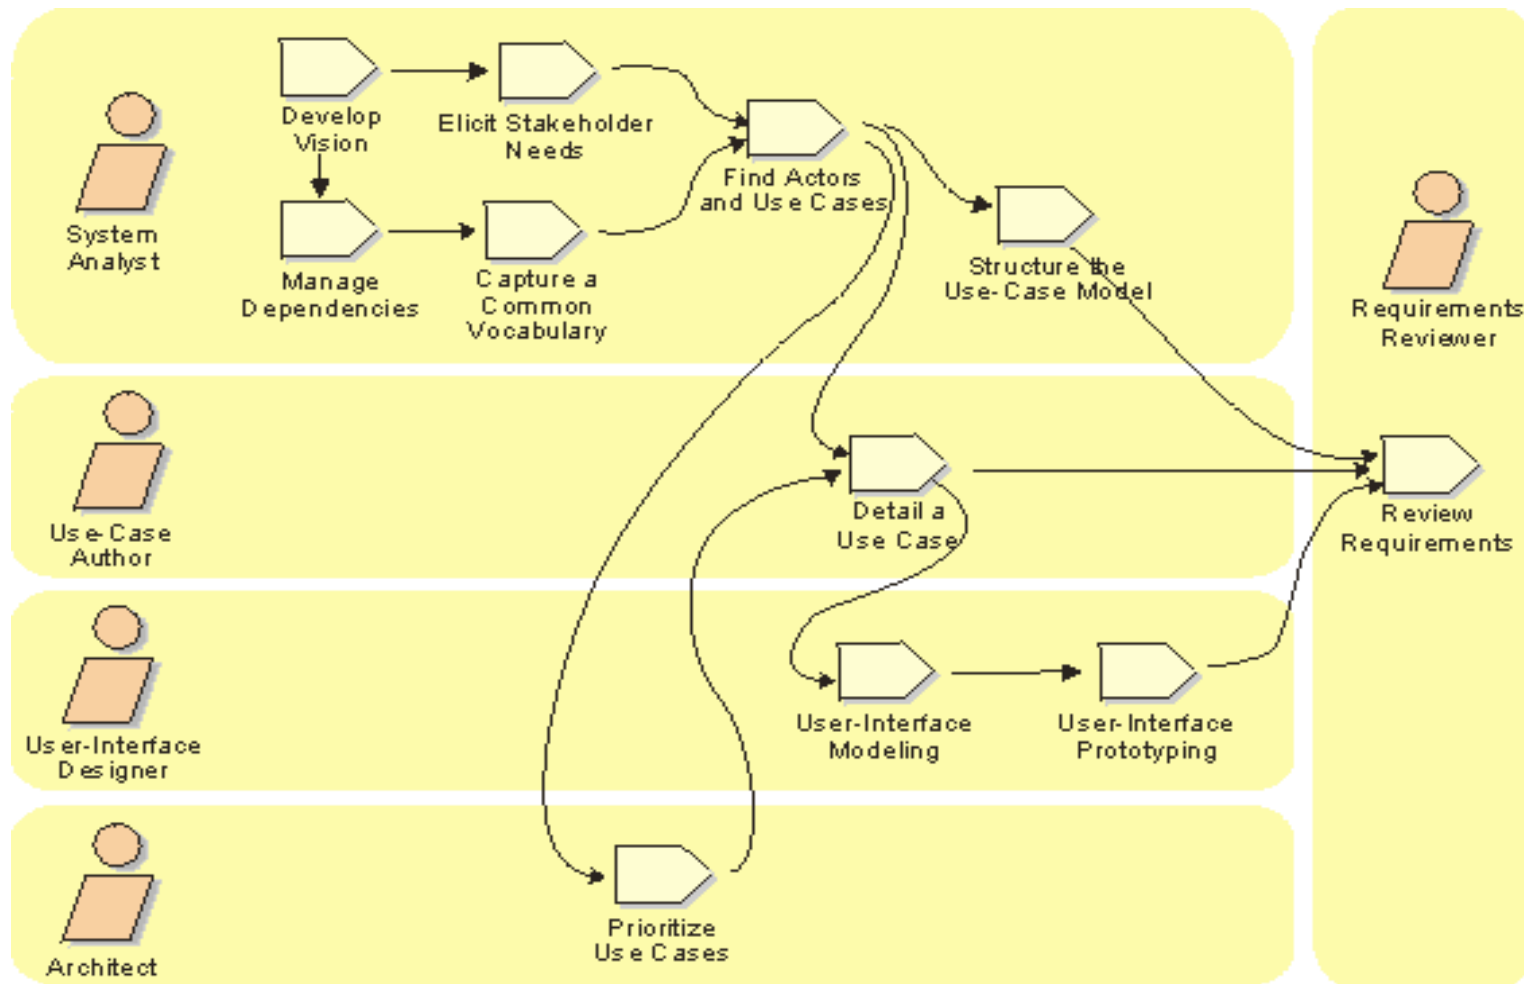 Develop
Vision
Elicit Stakeholder
Needs
Find Actors
and Use Cases
System
Analyst
Manage
Dependencies
Capture a
Common
Vocabulary
Structure the
Use-Case Model
Requirements
Reviewer
Use-Case
Author
Detail a
Use Case
Review
Requirements
User-Interface
Designer
User-Interface
Modeling
User-Interface
Prototyping
Architect
Prioritize
Use Cases